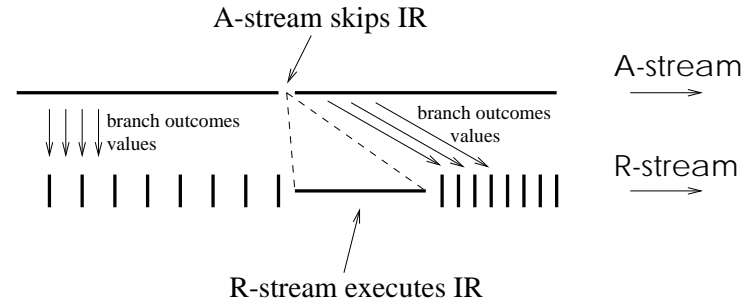 A-stream skips IR
A-stream
branch outcomes
values
branch outcomes
values
R-stream
R-stream executes IR